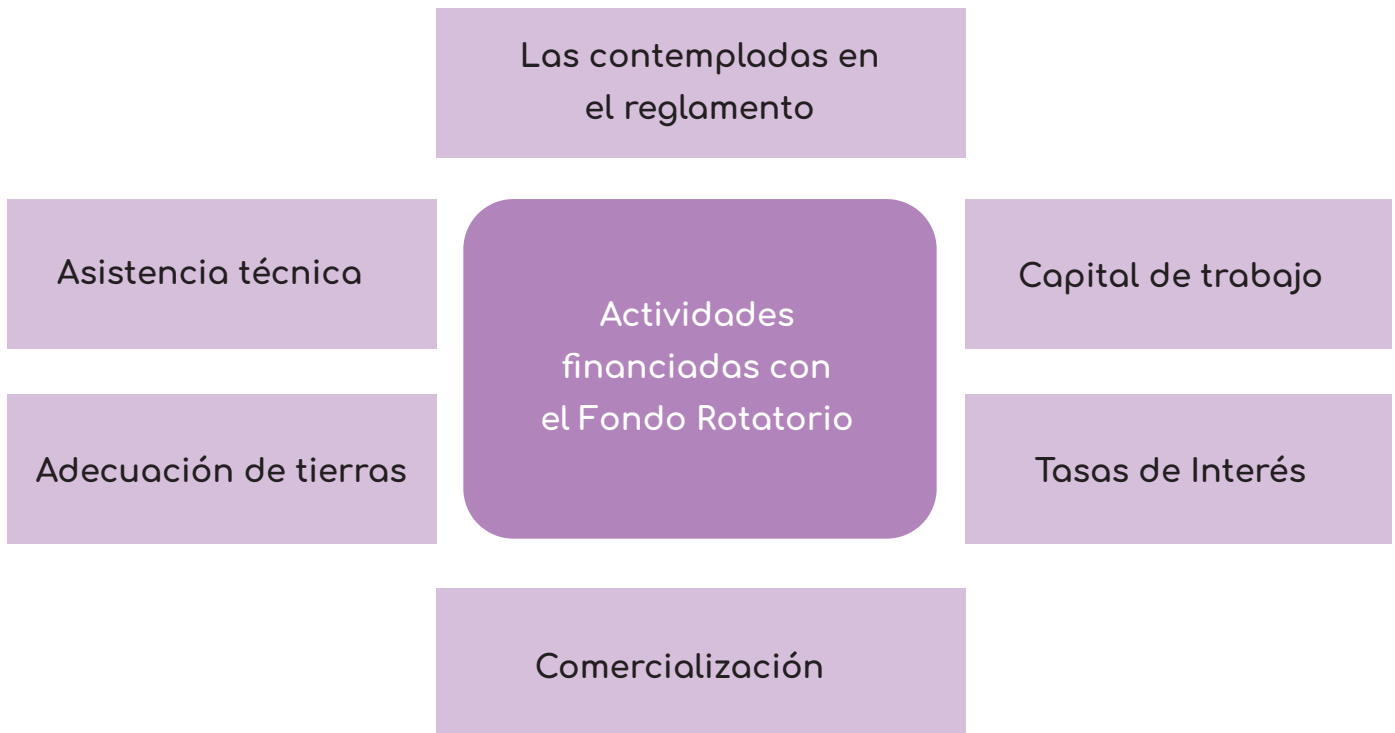 Las contempladas en
el reglamento
Asistencia técnica
Capital de trabajo
Actividades
financiadas con
el Fondo Rotatorio
Adecuación de tierras
Tasas de Interés
Comercialización